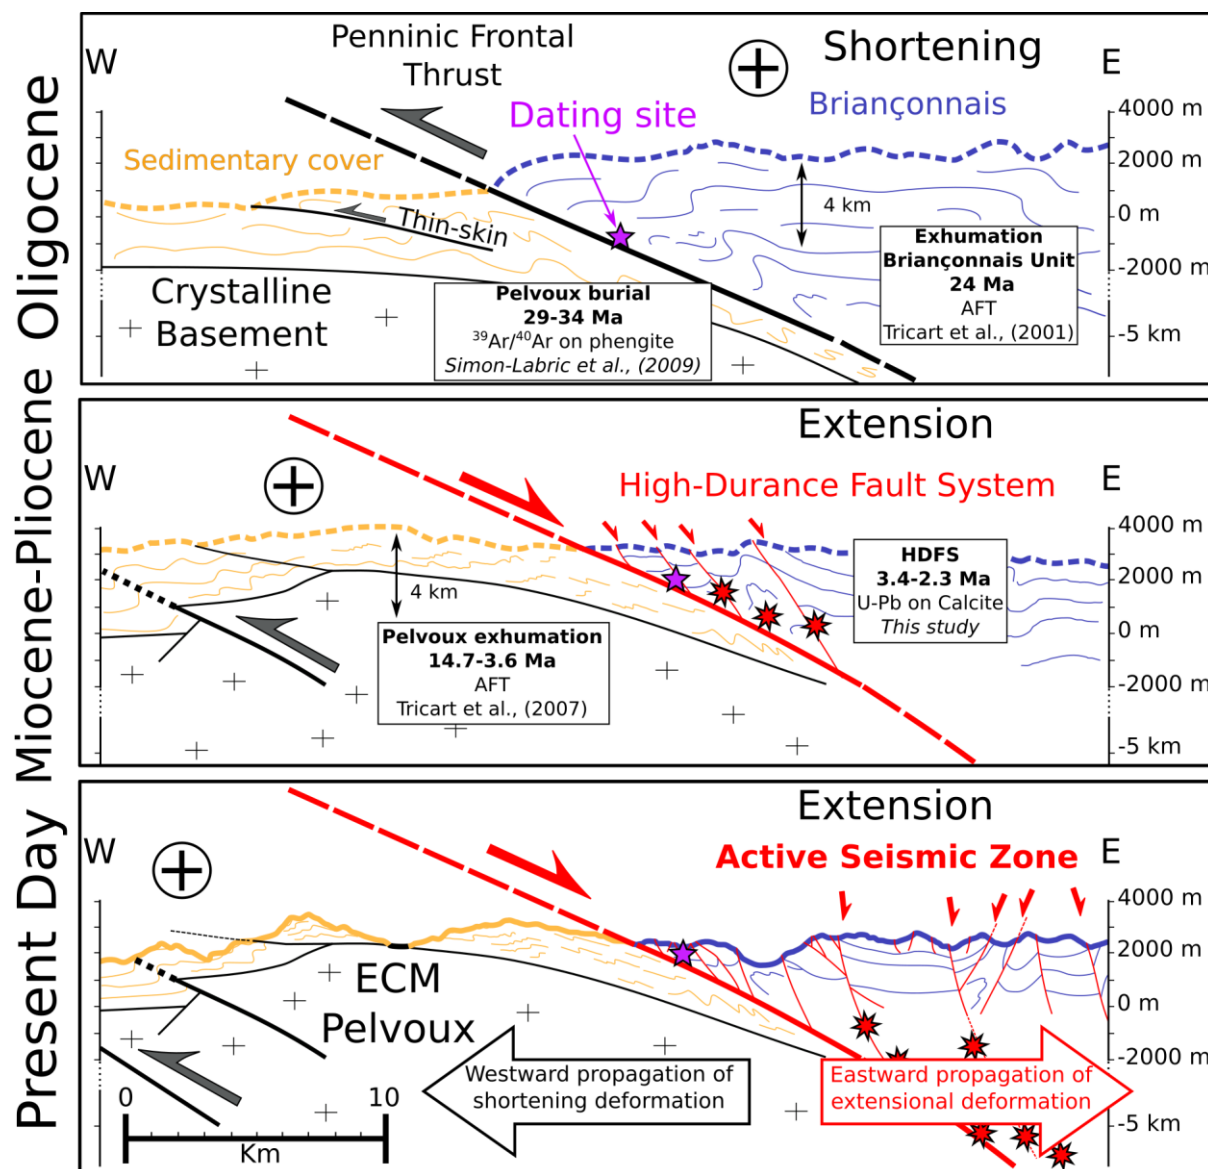 Oligocene
W
Penninic Frontal
Thrust
Shortening
E
Dating site
Briançonnais
Sedimentary cover
Thin-skin
4 km
Crystalline
Basement
Pelvoux burial
29-34 Ma
³⁹Ar/⁴⁰Ar on phengite
Simon-Labric et al., (2009)
Exhumation
Briançonnais Unit
24 Ma
AFT
Tricart et al., (2001)
4000 m
2000 m
0 m
-2000 m
-5 km
Miocene-Pliocene
Extension
W
High-Durance Fault System
E
4 km
Pelvoux exhumation
14.7-3.6 Ma
AFT
Tricart et al., (2007)
HDFS
3.4-2.3 Ma
U-Pb on Calcite
This study
4000 m
2000 m
0 m
-2000 m
-5 km
Present Day
Extension
W
Active Seismic Zone
E
ECM
Pelvoux
Westward propagation of
shortening deformation
Eastward propagation of
extensional deformation
4000 m
2000 m
0 m
-2000 m
-5 km
0
10
Km